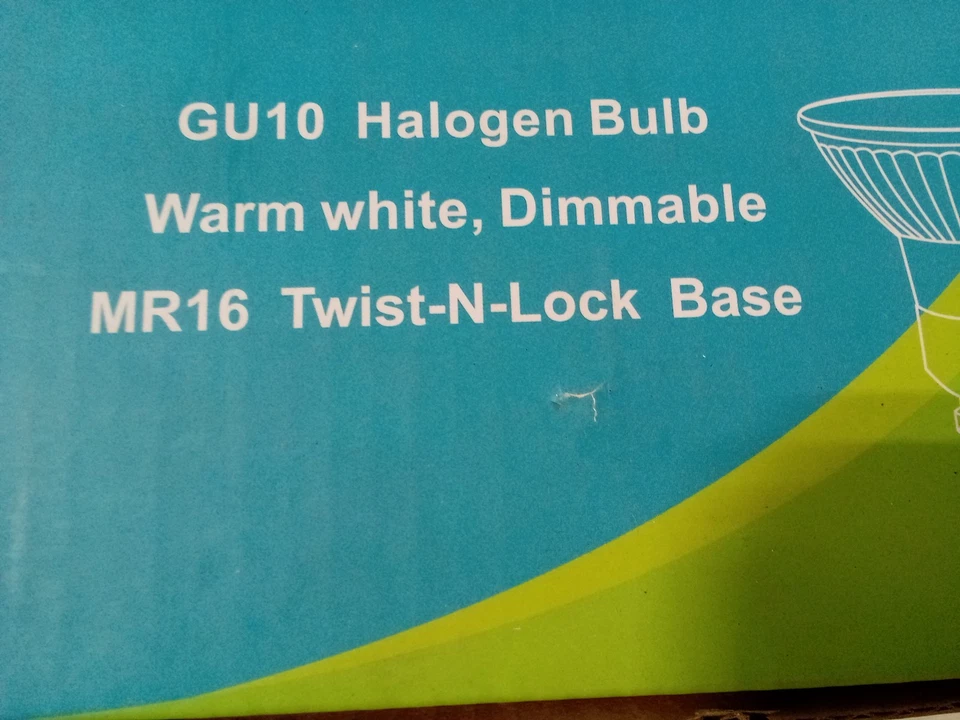 GU10 Halogen Bulb
Warm white, Dimmable
MR16 Twist-N-Lock Base